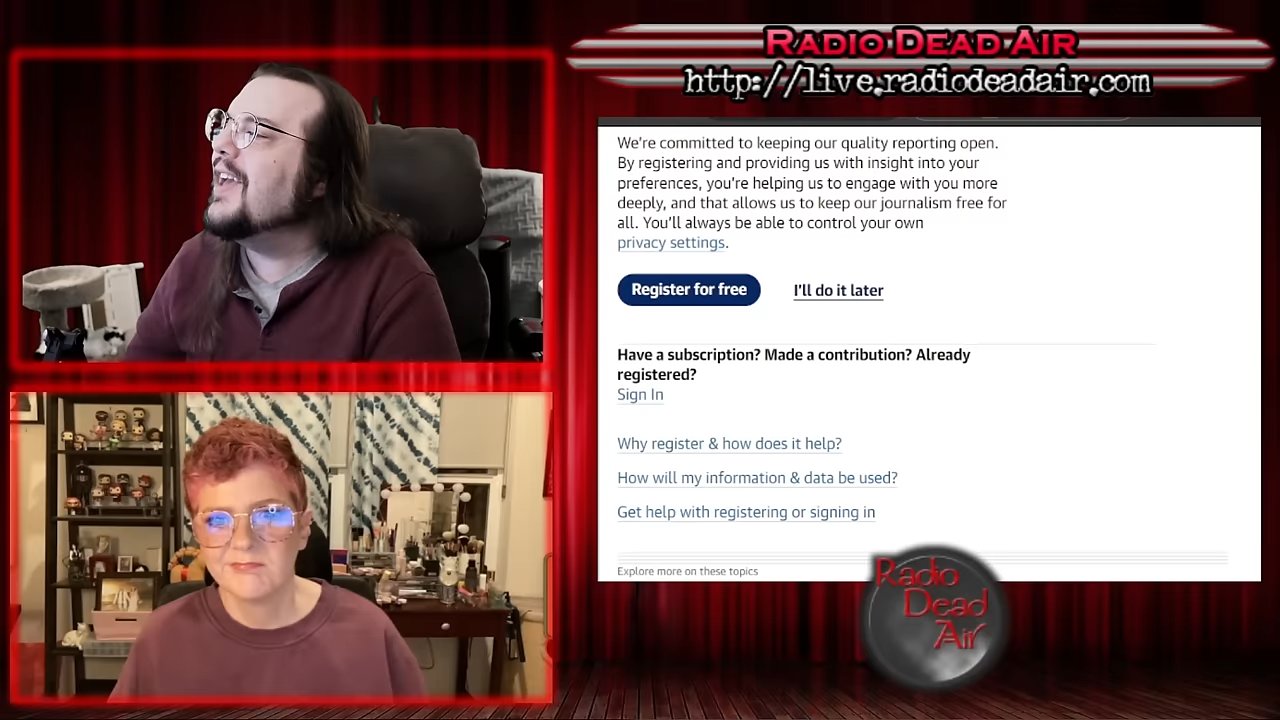 Radio Dead Air
http://live.radiodeadair.com
We're committed to keeping our quality reporting open.
By registering and providing us with insight into your
preferences, you're helping us to engage with you more
deeply, and that allows us to keep our journalism free for
all. You'll always be able to control your own
privacy settings.
Register for free
I'll do it later
Have a subscription? Made a contribution? Already
registered?
Sign In
Why register & how does it help?
How will my information & data be used?
Get help with registering or signing in
Explore more on these topics
Radio
Dead
Air